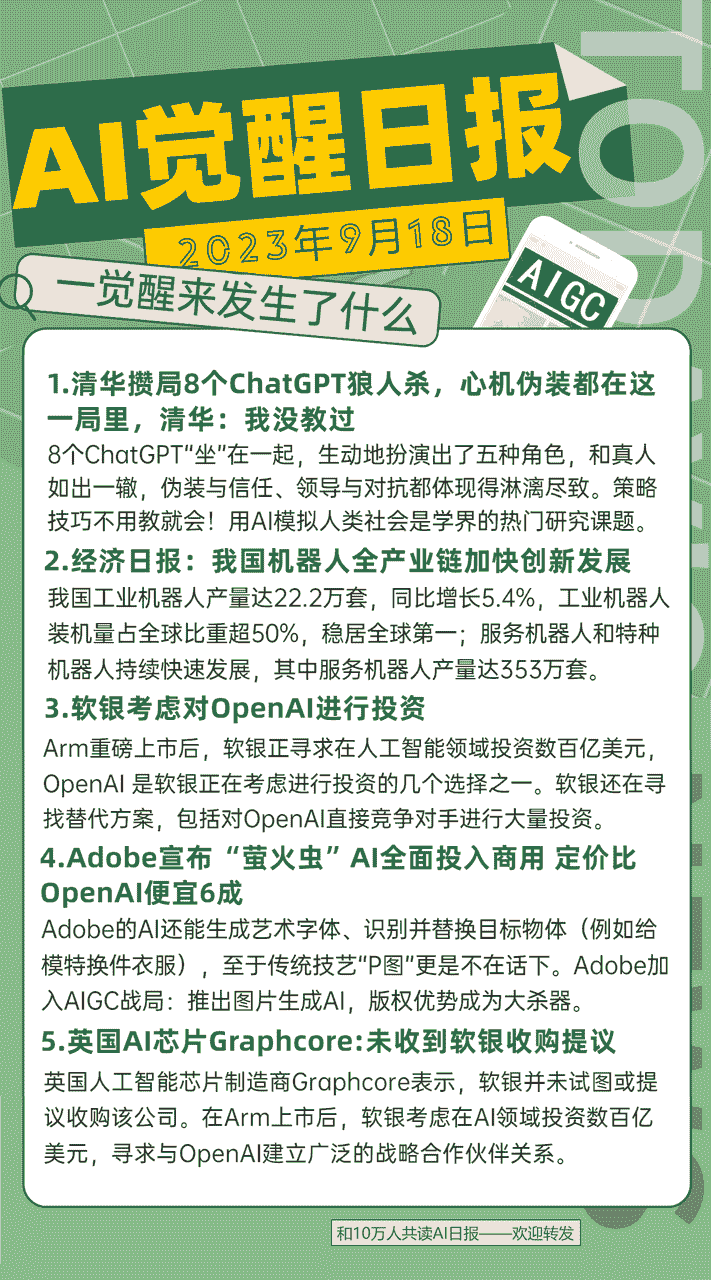 AI觉醒日报
2023年9月18日
一觉醒来发生了什么
AIGC
1.清华攒局8个ChatGPT狼人杀，心机伪装都在这
一局里，清华：我没教过
8个ChatGPT“坐”在一起，生动地扮演出了五种角色，和真人
如出一辙，伪装与信任、领导与对抗都体现得淋漓尽致。策略
技巧不用教就会！用AI模拟人类社会是学界的热门研究课题。
2.经济日报：我国机器人全产业链加快创新发展
我国工业机器人产量达22.2万套，同比增长5.4%，工业机器人
装机量占全球比重超50%，稳居全球第一；服务机器人和特种
机器人持续快速发展，其中服务机器人产量达353万套。
3.软银考虑对OpenAI进行投资
Arm重磅上市后，软银正寻求在人工智能领域投资数百亿美元，
OpenAI 是软银正在考虑进行投资的几个选择之一。软银还在寻
找替代方案，包括对OpenAI直接竞争对手进行大量投资。
4.Adobe宣布“萤火虫”AI全面投入商用 定价比
OpenAI便宜6成
Adobe的AI还能生成艺术字体、识别并替换目标物体（例如给
模特换件衣服），至于传统技艺“P图”更是不在话下。Adobe加
入AIGC战局：推出图片生成AI，版权优势成为大杀器。
5.英国AI芯片Graphcore:未收到软银收购提议
英国人工智能芯片制造商Graphcore表示，软银并未试图或提
议收购该公司。在Arm上市后，软银考虑在AI领域投资数百亿
美元，寻求与OpenAI建立广泛的战略合作伙伴关系。
和10万人共读AI日报——欢迎转发